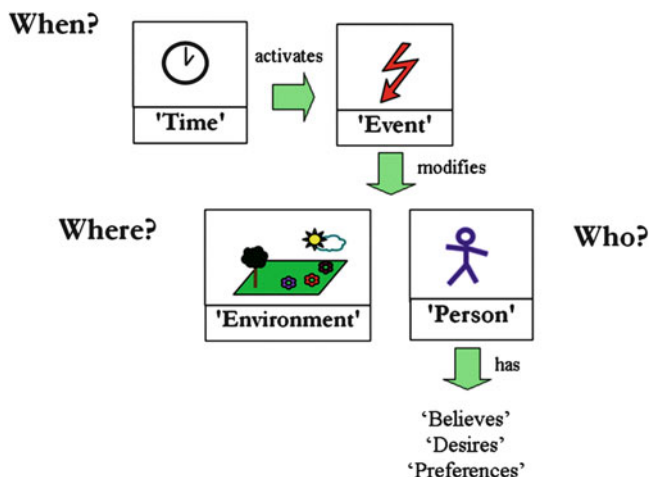 When?
activates
'Time'
'Event'
modifies
Where?
Who?
'Environment'
'Person'
has
‘Believes’
‘Desires’
‘Preferences’